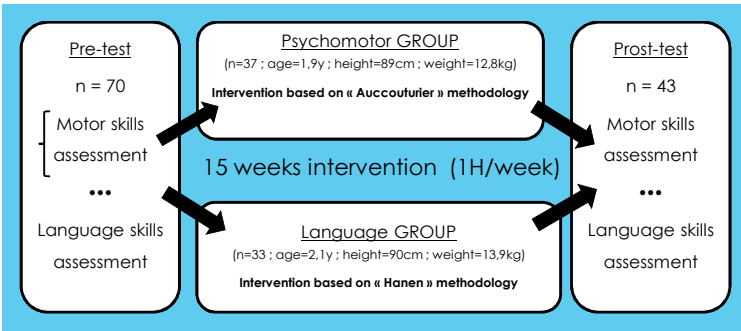 Pre-test
n = 70
Motor skills
assessment
...
Language skills
assessment
Psychomotor GROUP
(n=37 ; age=1,9y ; height=89cm ; weight=12,8kg)
Intervention based on « Auccouturier » methodology
15 weeks intervention (1H/week)
Language GROUP
(n=33 ; age=2,1y ; height=90cm ; weight=13,9kg)
Intervention based on « Hanen » methodology
Prost-test
n = 43
Motor skills
assessment
...
Language skills
assessment